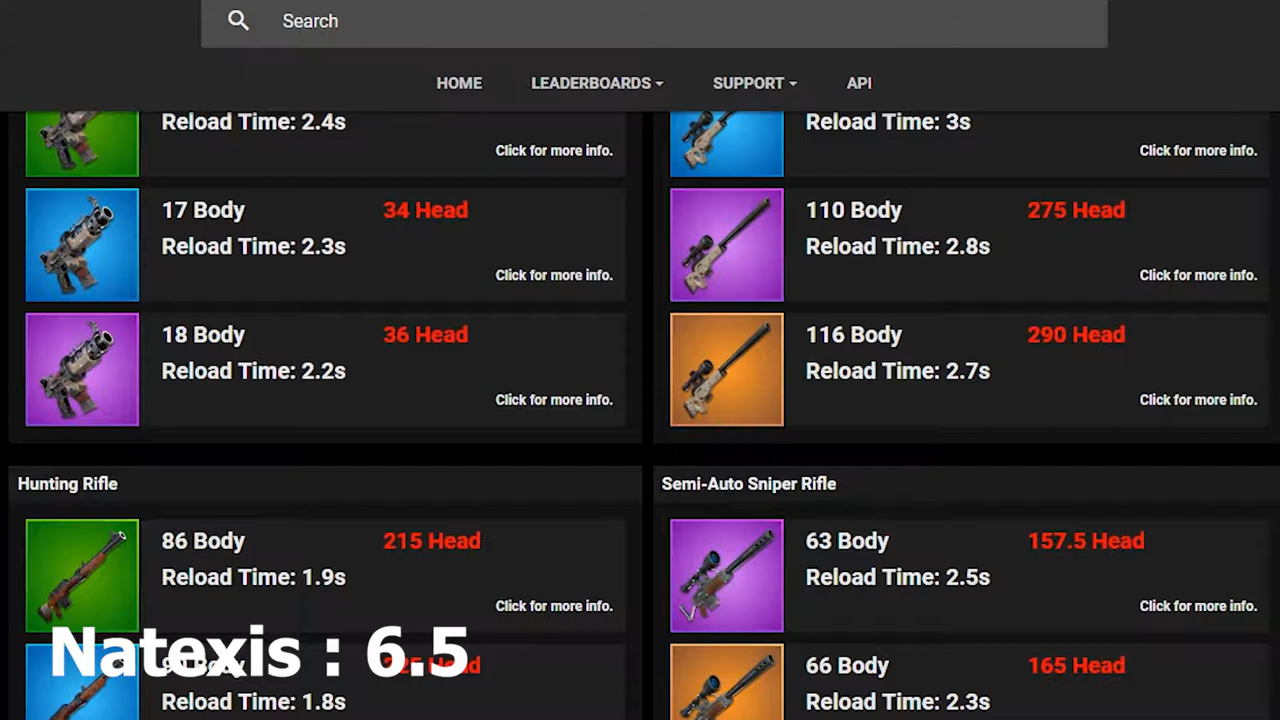 Search
HOME
LEADERBOARDS
SUPPORT
API
Reload Time: 2.4s
Click for more info.
17 Body
34 Head
Reload Time: 2.3s
Click for more info.
18 Body
36 Head
Reload Time: 2.2s
Click for more info.
Reload Time: 3s
Click for more info.
110 Body
275 Head
Reload Time: 2.8s
Click for more info.
116 Body
290 Head
Reload Time: 2.7s
Click for more info.
Hunting Rifle
86 Body
215 Head
Reload Time: 1.9s
Click for more info.
Body
Head
Reload Time: 1.8s
Semi-Auto Sniper Rifle
63 Body
157.5 Head
Reload Time: 2.5s
Click for more info.
66 Body
165 Head
Reload Time: 2.3s
Natexis : 6.5